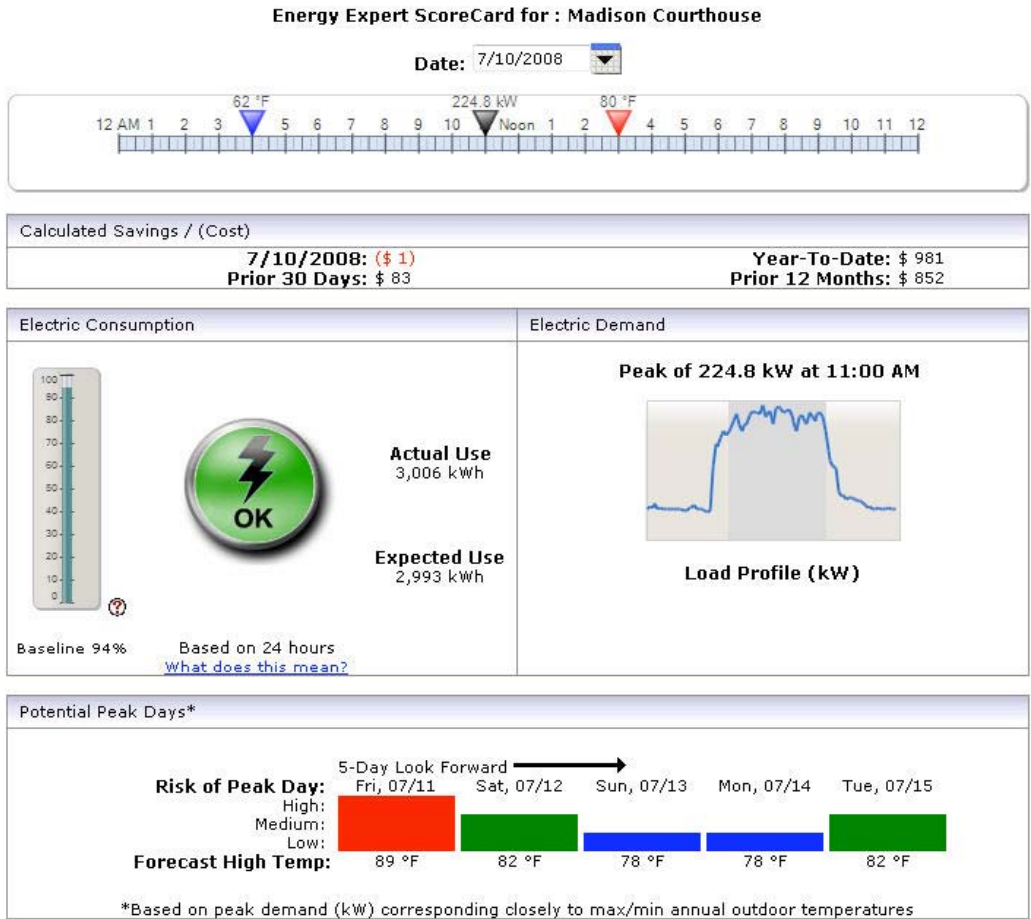 Energy Expert ScoreCard for : Madison Courthouse
Date: 7/10/2008
62 °F 224.8 kW 80 °F
12 AM 1 2 3 5 6 7 8 9 10 Noon 1 2 4 5 6 7 8 9 10 11 12
Calculated Savings / (Cost)
7/10/2008: ($ 1) Year-To-Date: $ 981
Prior 30 Days: $ 83 Prior 12 Months: $ 852
Electric Consumption
100
90
80
70
60
50
40
30
20
10
0
?
Baseline 94%
OK
Based on 24 hours
What does this mean?
Actual Use
3,006 kWh
Expected Use
2,993 kWh
Electric Demand
Peak of 224.8 kW at 11:00 AM
Load Profile (kW)
Potential Peak Days*
5-Day Look Forward
Risk of Peak Day: Fri, 07/11 Sat, 07/12 Sun, 07/13 Mon, 07/14 Tue, 07/15
High:
Medium:
Low:
Forecast High Temp: 89 °F 82 °F 78 °F 78 °F 82 °F
*Based on peak demand (kW) corresponding closely to max/min annual outdoor temperatures